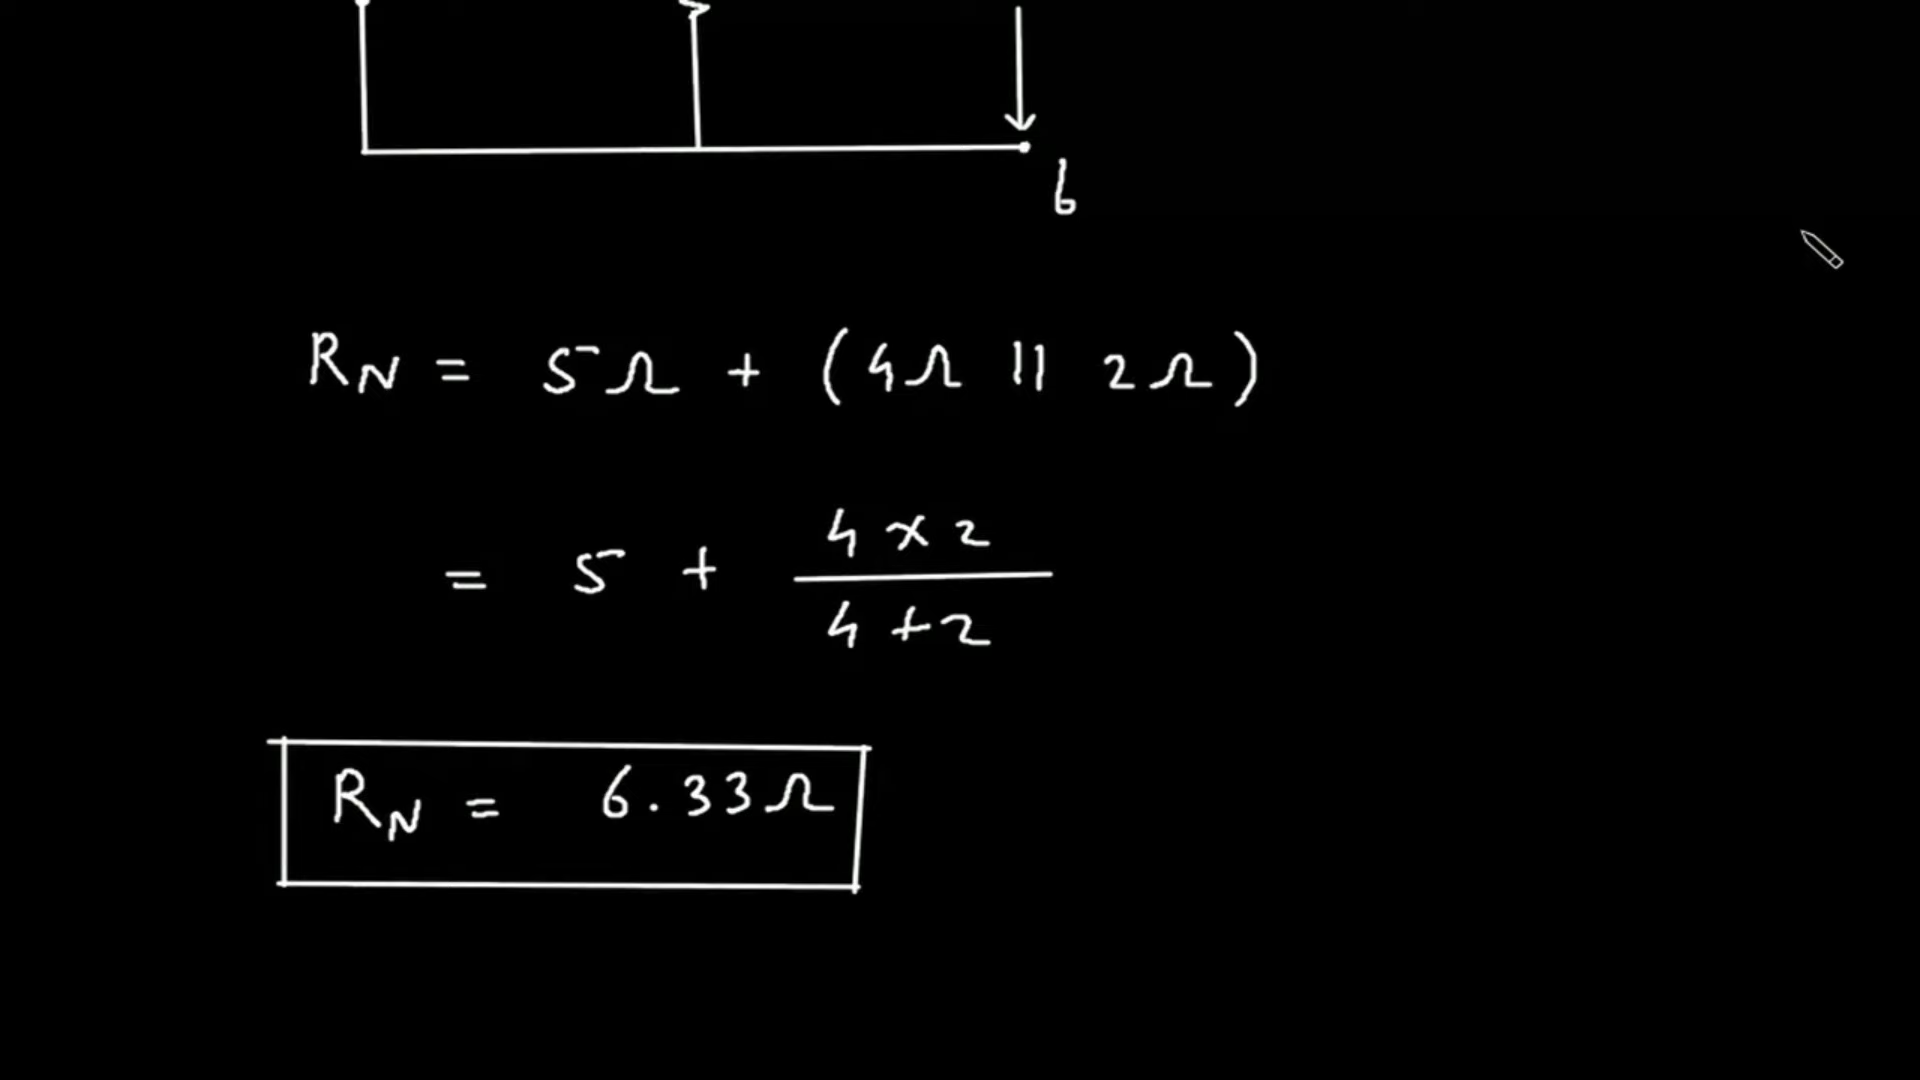 b
R_N = 5Ω + (4Ω || 2Ω)
= 5 + (4 × 2) / (4 + 2)
R_N = 6.33Ω